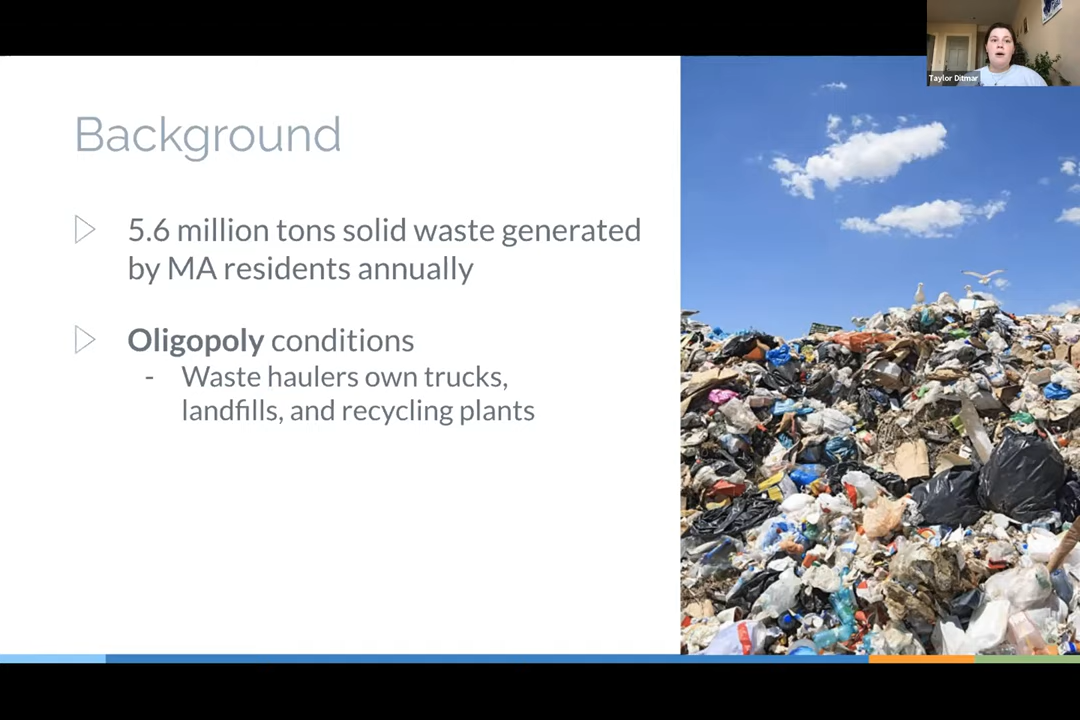 Taylor Ditmar
Background
5.6 million tons solid waste generated
by MA residents annually
Oligopoly conditions
- Waste haulers own trucks,
landfills, and recycling plants